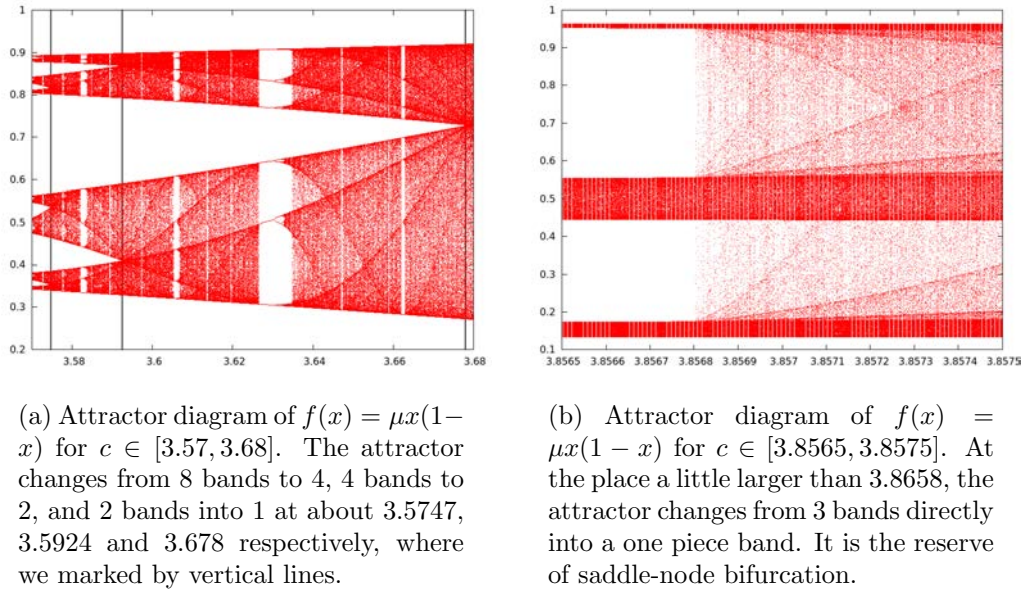 1
0.9
0.8
0.7
0.6
0.5
0.4
0.3
0.2
3.58 3.6 3.62 3.64 3.66 3.68
1
0.9
0.8
0.7
0.6
0.5
0.4
0.3
0.2
0.1
3.8565 3.8566 3.8567 3.8568 3.8569 3.857 3.8571 3.8572 3.8573 3.8574 3.8575
(a) Attractor diagram of f(x) = μx(1−
x) for c ∈ [3.57, 3.68]. The attractor
changes from 8 bands to 4, 4 bands to
2, and 2 bands into 1 at about 3.5747,
3.5924 and 3.678 respectively, where
we marked by vertical lines.
(b) Attractor diagram of f(x) =
μx(1 − x) for c ∈ [3.8565, 3.8575]. At
the place a little larger than 3.8658, the
attractor changes from 3 bands directly
into a one piece band. It is the reserve
of saddle-node bifurcation.